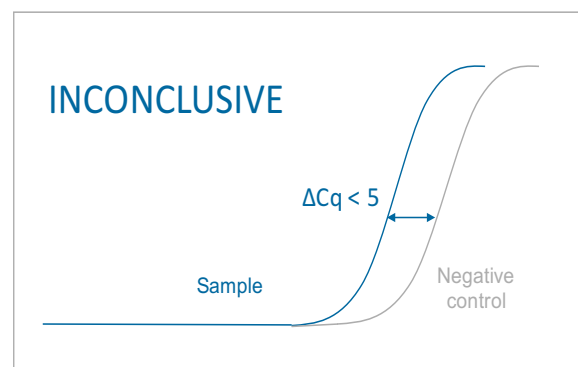 INCONCLUSIVE
ΔCq < 5
Sample
Negative
control